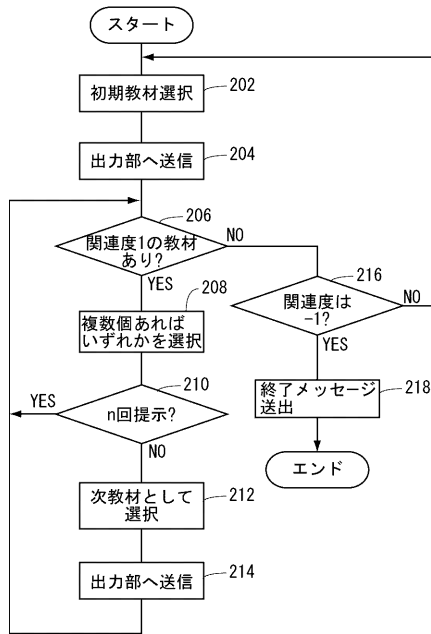 スタート
初期教材選択
202
出力部へ送信
204
関連度1の教材
あり?
206
NO
YES
複数個あれば
いずれかを選択
208
n回提示?
210
YES
NO
次教材として
選択
212
出力部へ送信
214
関連度は
-1?
216
NO
YES
終了メッセージ
送出
218
エンド